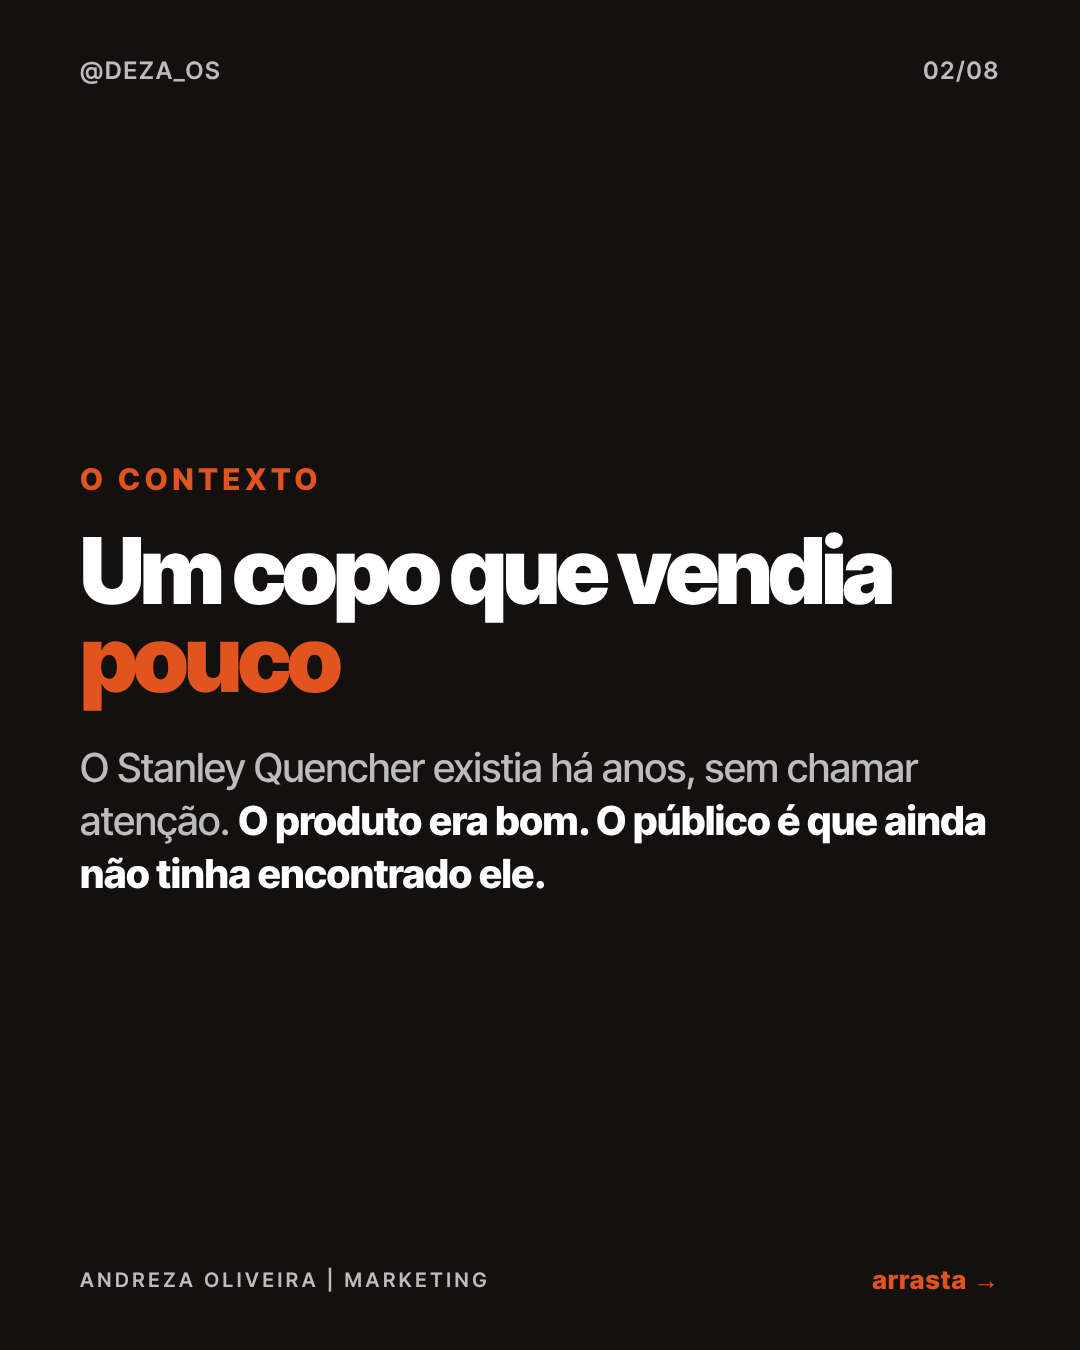 @DEZA_OS
02/08
O CONTEXTO
Um copo que vendia
pouco
O Stanley Quencher existia há anos, sem chamar
atenção. O produto era bom. O público é que ainda
não tinha encontrado ele.
ANDREZA OLIVEIRA | MARKETING
arrasta →